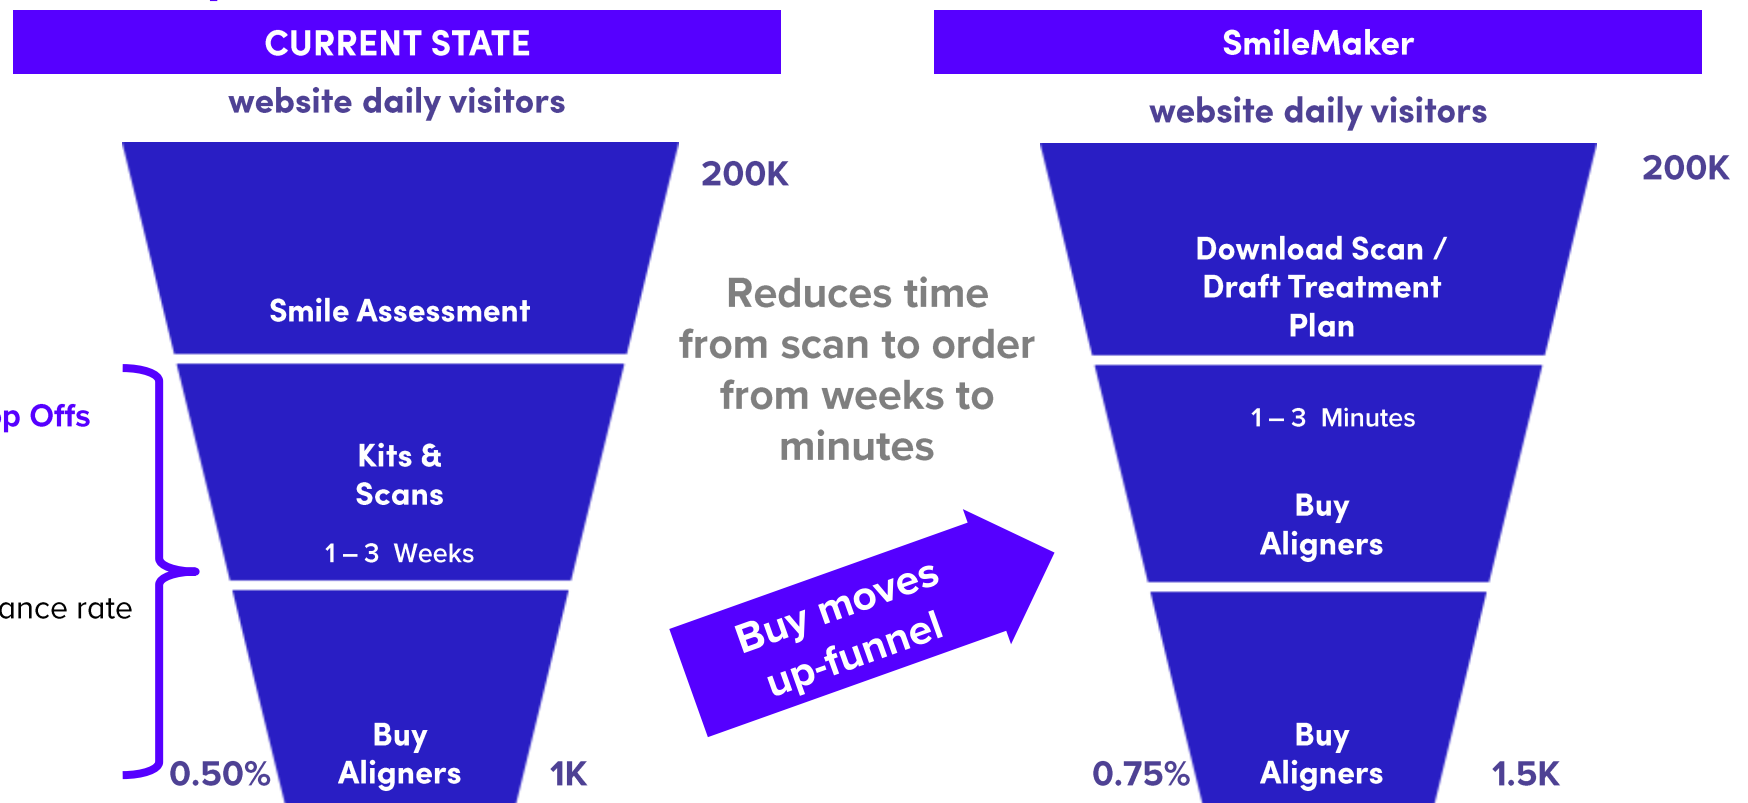 CURRENT STATE
website daily visitors
200K
Smile Assessment
Offs
Kits &
Scans
1 – 3 Weeks
rate
Buy
Aligners
0.50%
1K
Reduces time
from scan to order
from weeks to
minutes
Buy moves
up-funnel
SmileMaker
website daily visitors
200K
Download Scan /
Draft Treatment
Plan
1 – 3 Minutes
Buy
Aligners
Buy
Aligners
0.75%
1.5K